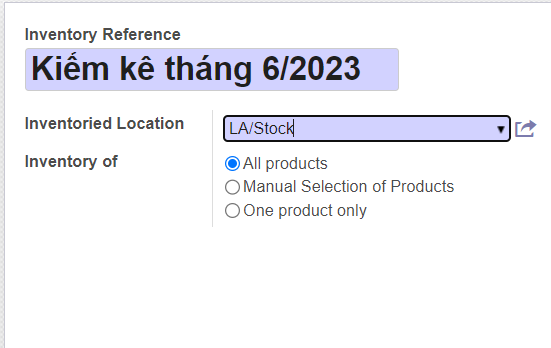 Inventory Reference
Kiếm kê tháng 6/2023
Inventoried Location
LA/Stock
Inventory of
All products
Manual Selection of Products
One product only